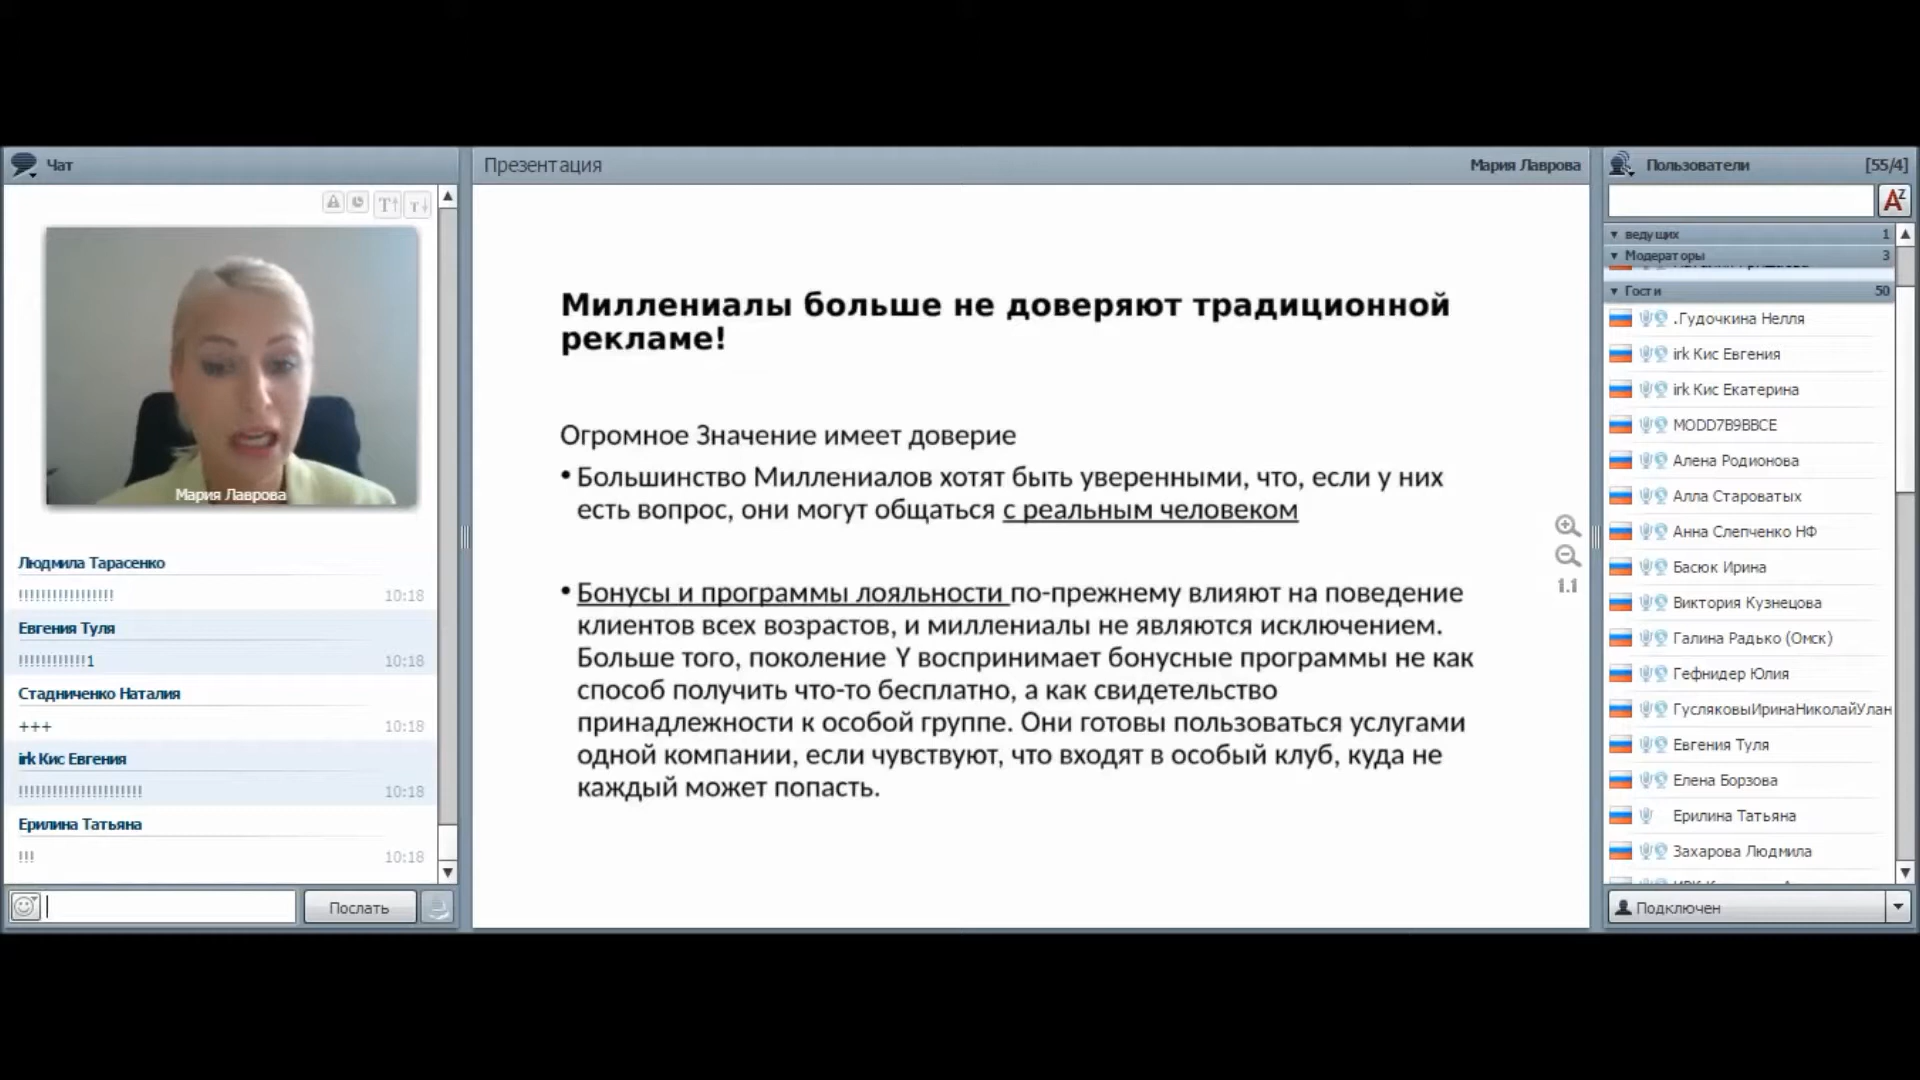 Чат
Мария Лаврова
Людмила Тарасенко
!!!!!!!!!!!!!!!!! 10:18
Евгения Туля
!!!!!!!!!!!!1 10:18
Стадниченко Наталия
+++ 10:18
irk Кис Евгения
!!!!!!!!!!!!!!!!!!!!!!! 10:18
Ерилина Татьяна
!!! 10:18
Послать
Презентация Мария Лаврова
Миллениалы больше не доверяют традиционной
рекламе!
Огромное Значение имеет доверие
• Большинство Миллениалов хотят быть уверенными, что, если у них
есть вопрос, они могут общаться с реальным человеком
• Бонусы и программы лояльности по-прежнему влияют на поведение
клиентов всех возрастов, и миллениалы не являются исключением.
Больше того, поколение Y воспринимает бонусные программы не как
способ получить что-то бесплатно, а как свидетельство
принадлежности к особой группе. Они готовы пользоваться услугами
одной компании, если чувствуют, что входят в особый клуб, куда не
каждый может попасть.
1.1
Пользователи [55/4]
AZ
ведущих 1
Модераторы 3
Гости 50
.Гудочкина Нелля
irk Кис Евгения
irk Кис Екатерина
MODD7B9BBCE
Алена Родионова
Алла Староватых
Анна Слепченко НФ
Басюк Ирина
Виктория Кузнецова
Галина Радько (Омск)
Гефнидер Юлия
ГусляковыИринаНиколайУлан
Евгения Туля
Елена Борзова
Ерилина Татьяна
Захарова Людмила
Подключен